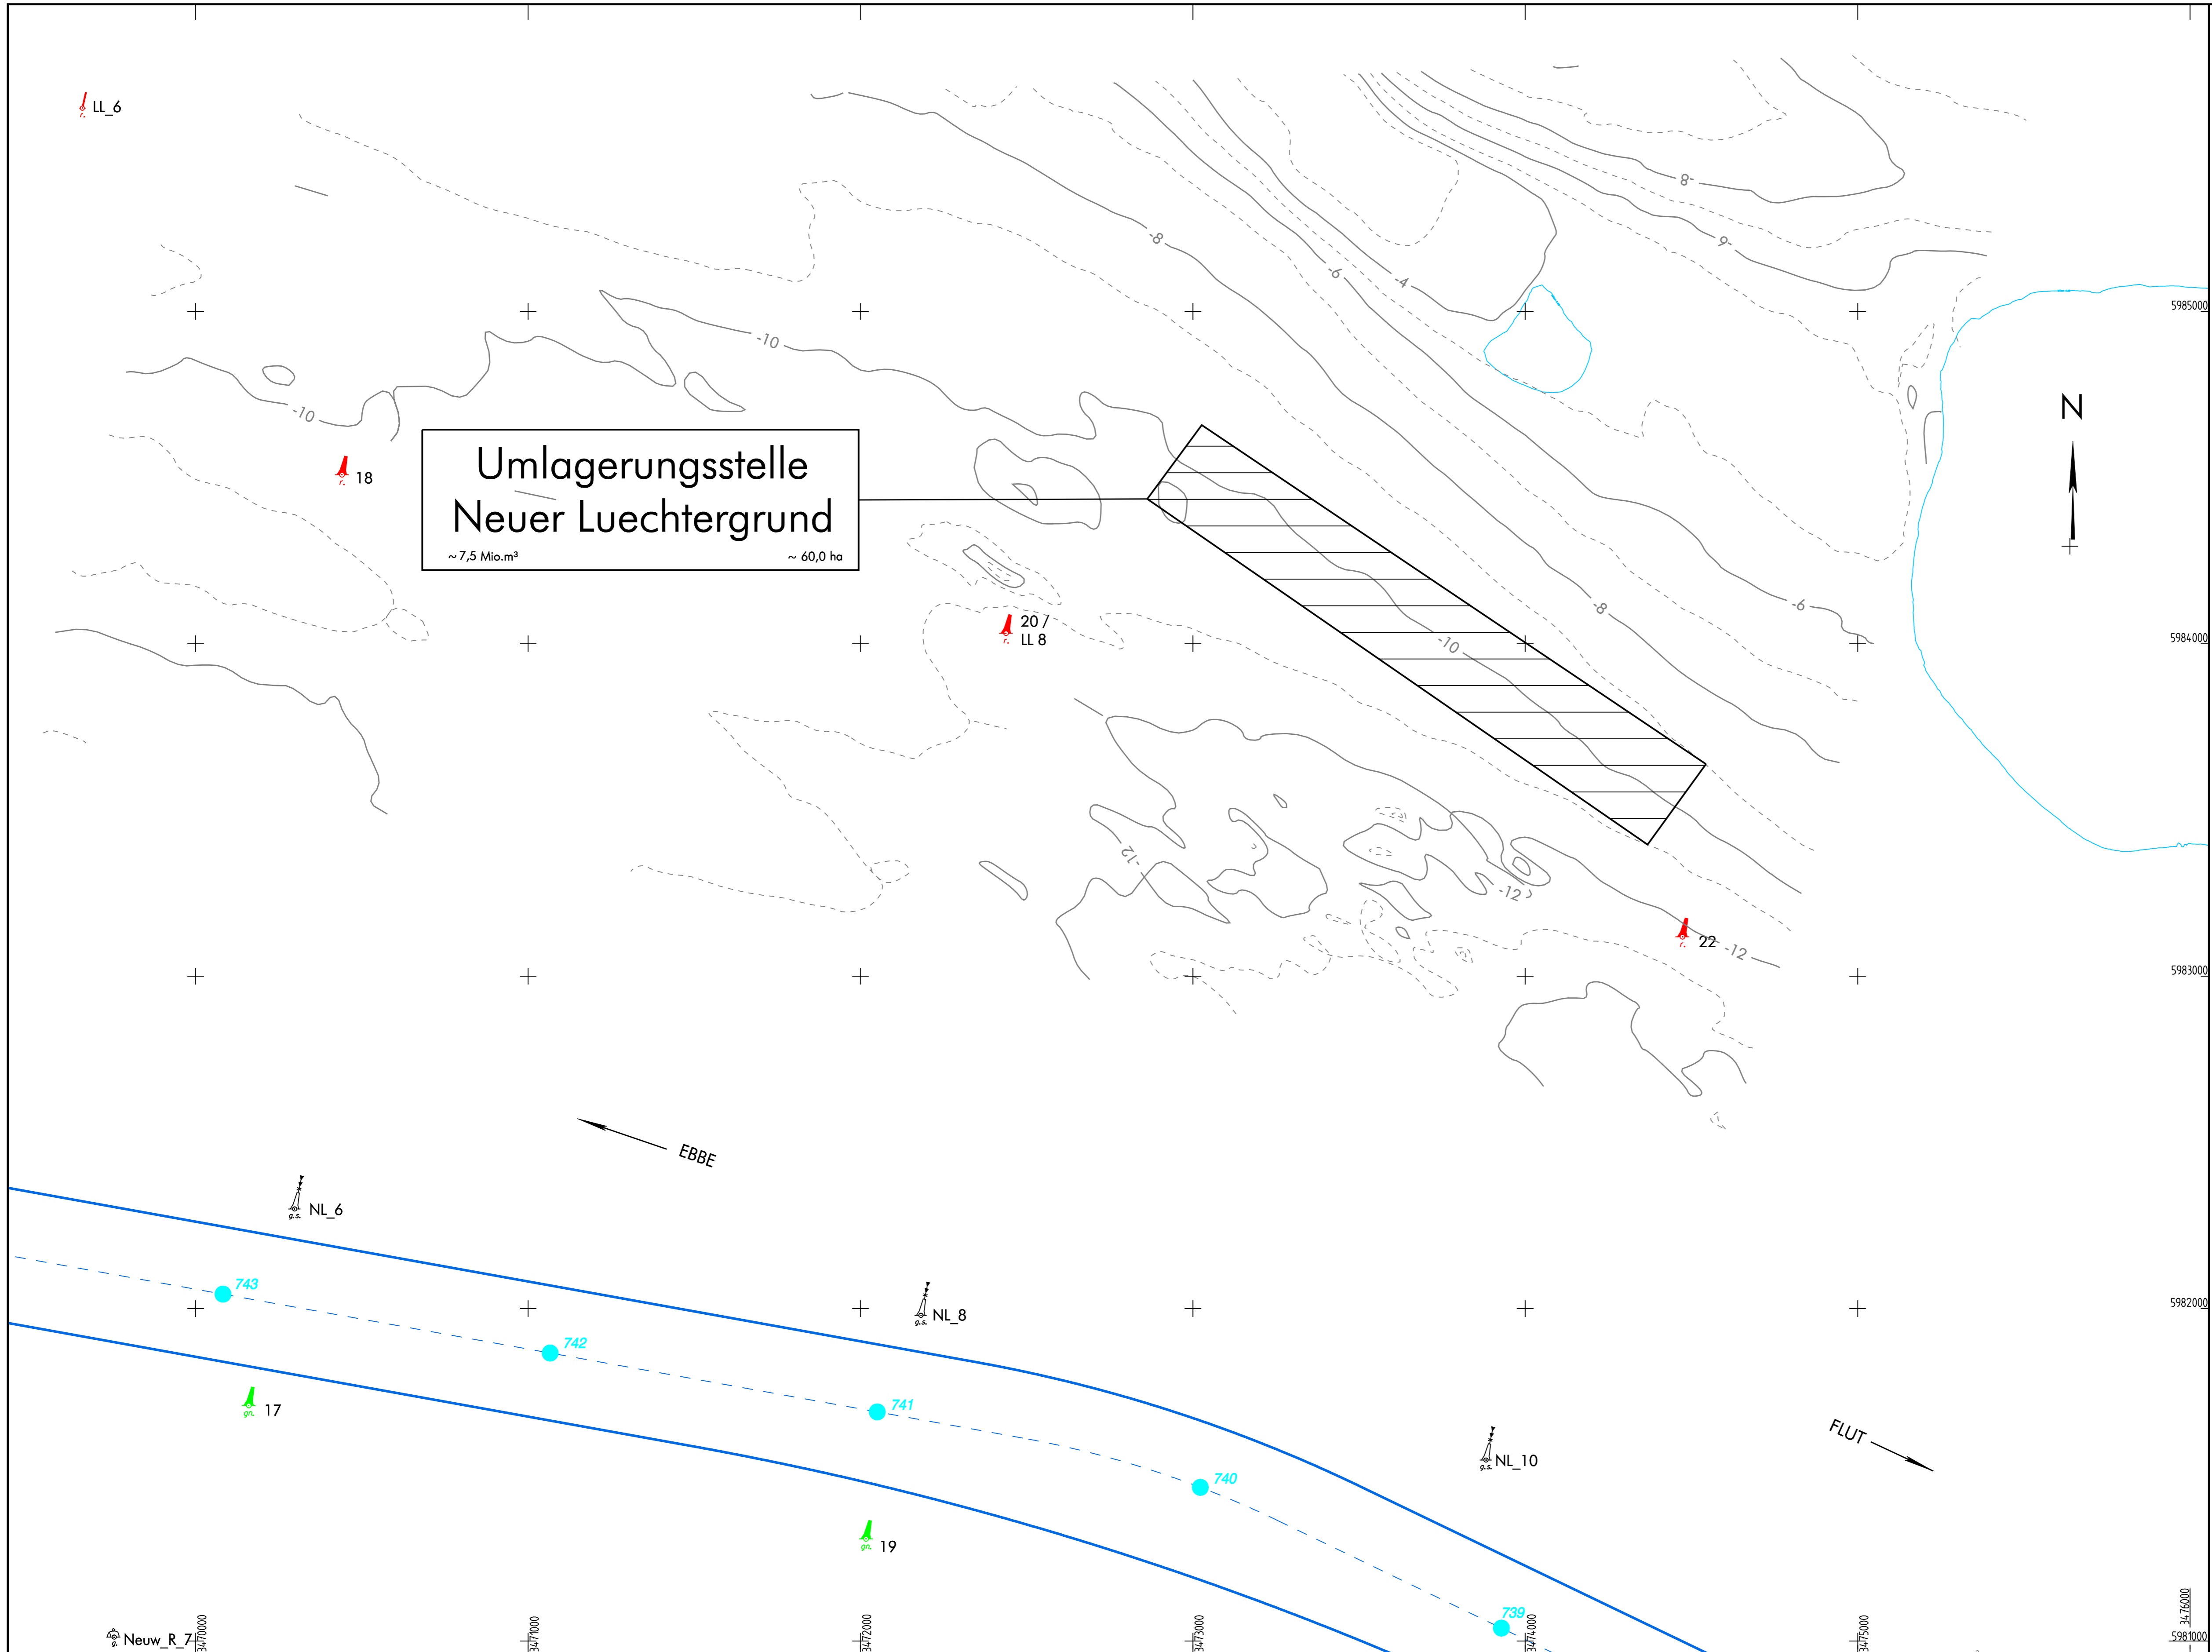 LL_6
r.
8-
-8
9-
-6
-4
5985000
-10
-10
N
Umlagerungsstelle
Neuer Luechtergrund
~ 7,5 Mio.m³ ~ 60,0 ha
18
r.
-8
-6
20 /
LL 8
r.
-10
5984000
-12
-12
22
r.
-12
5983000
EBBE
NL_6
g.s.
743
NL_8
g.s.
5982000
742
17
gn.
741
FLUT
NL_10
g.s.
740
19
gn.
739
Neuw_R_7
g.
3470000
3471000
3472000
3473000
3474000
3475000
3476000
5981000